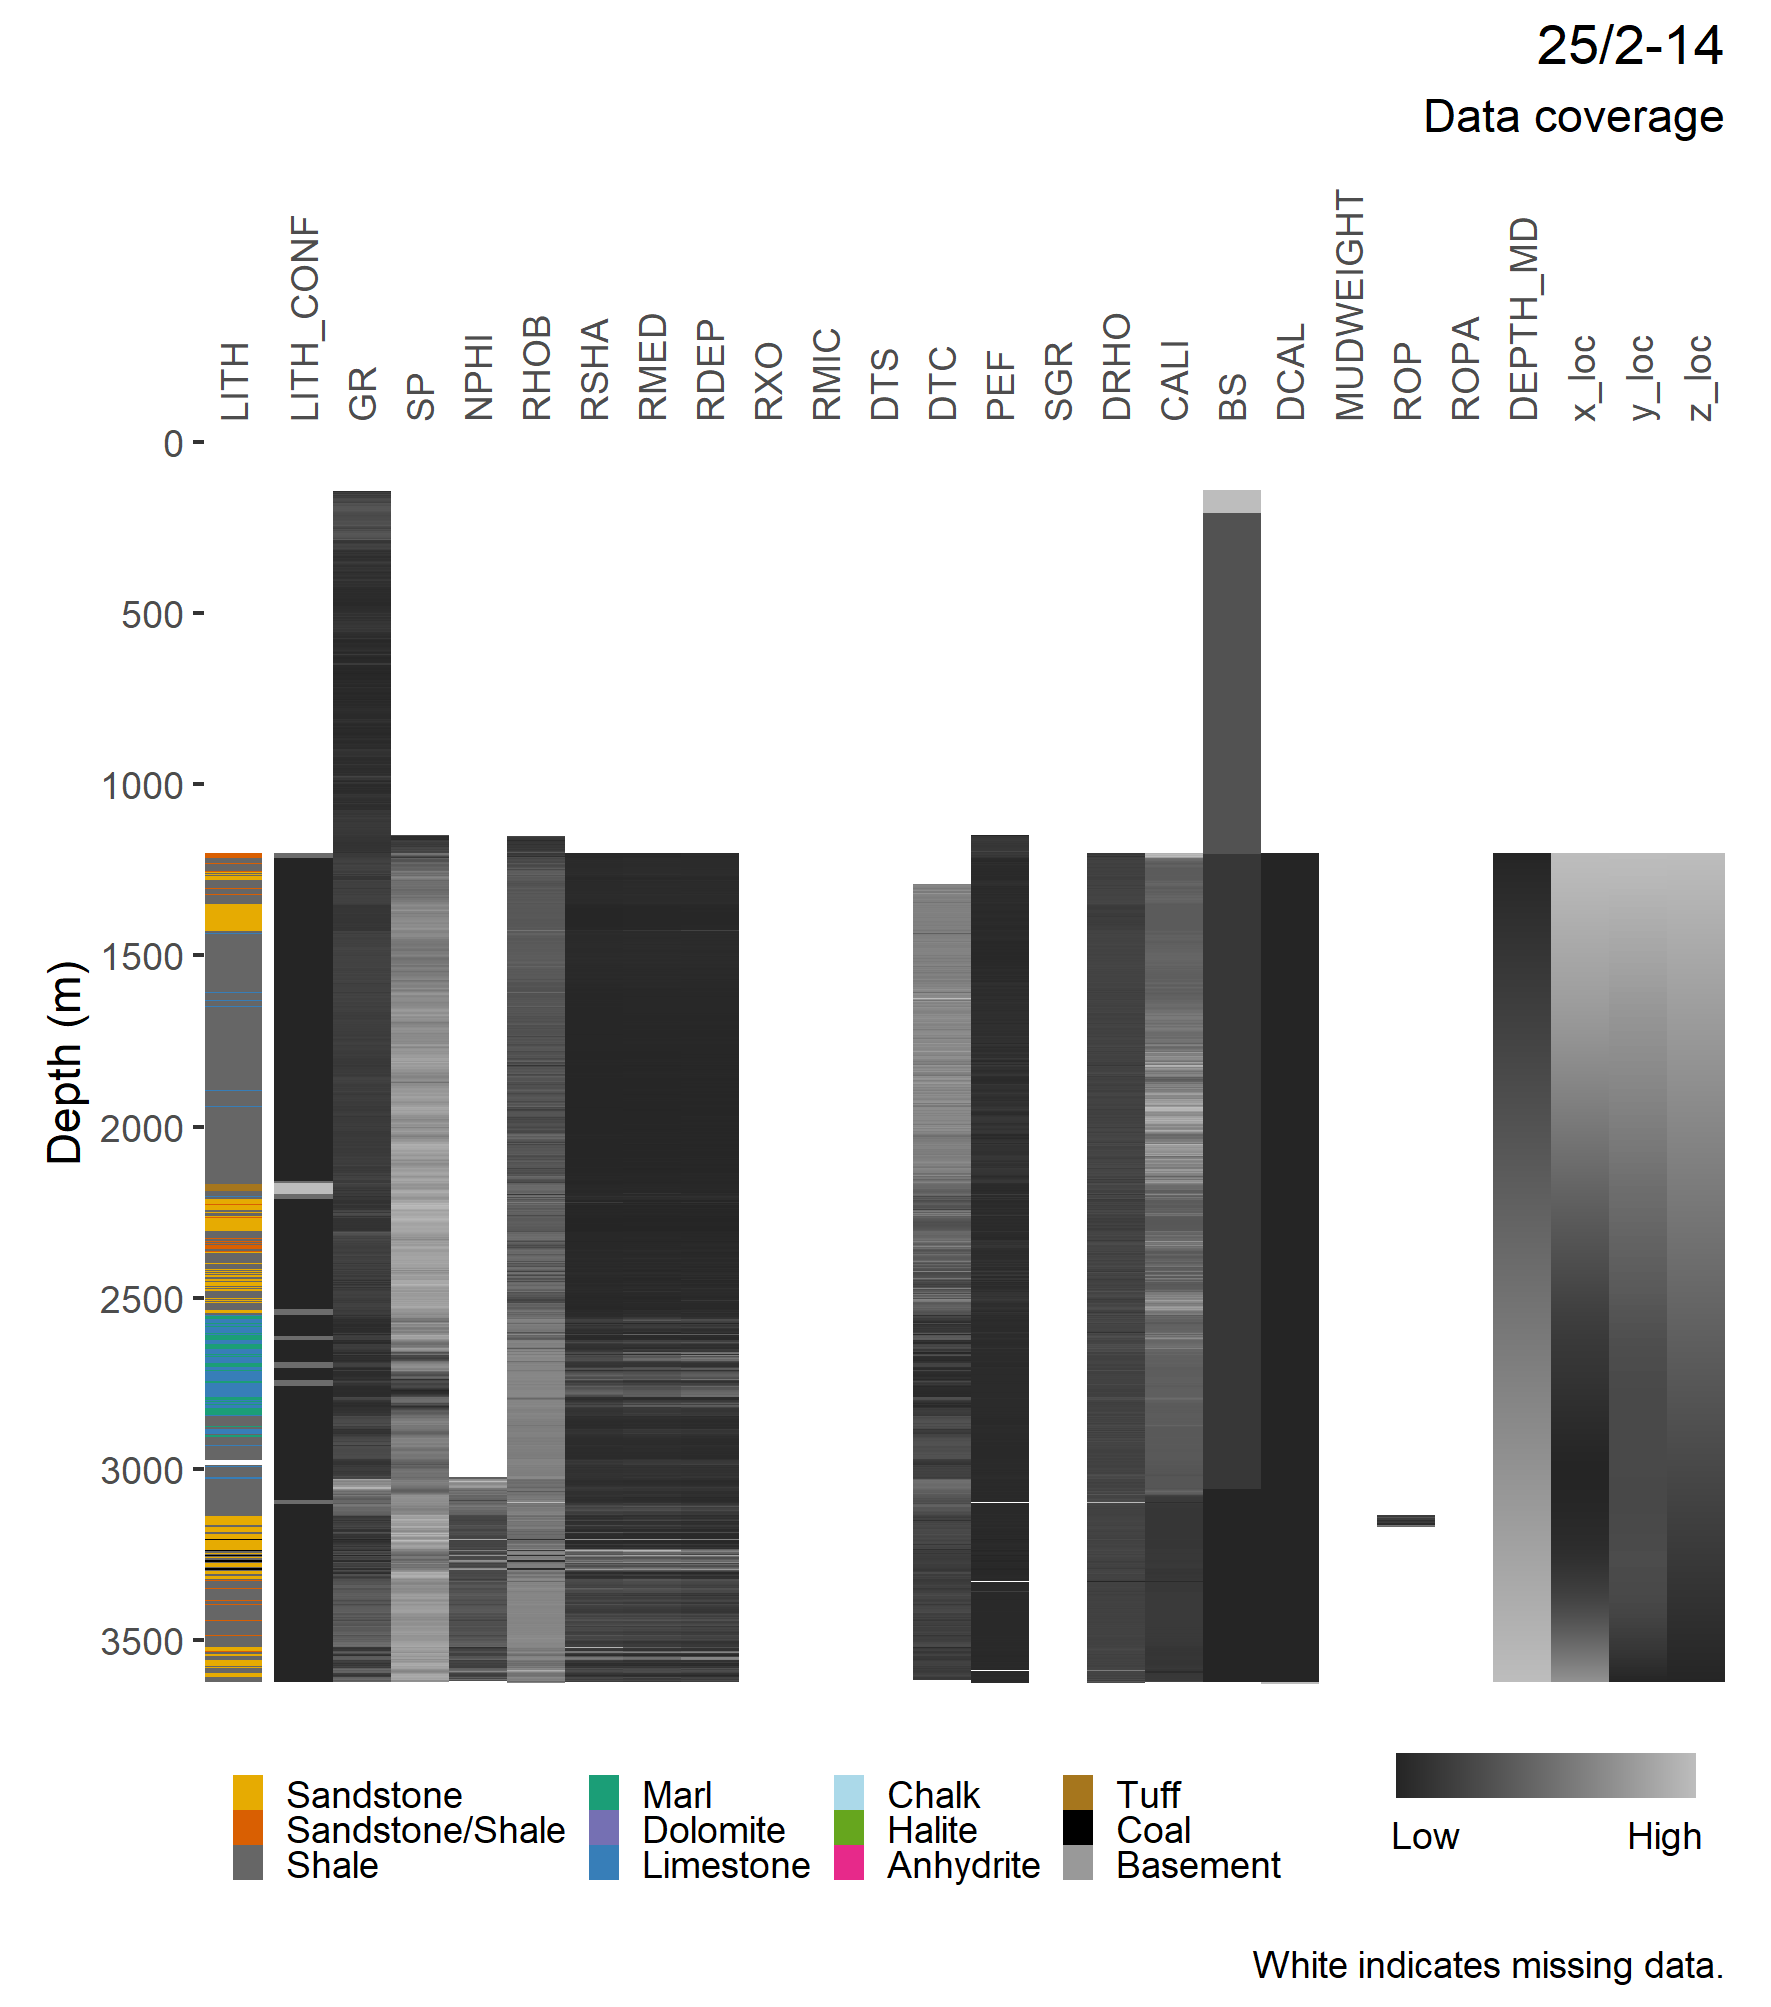 25/2-14
Data coverage
LITH
LITH_CONF
GR
SP
NPHI
RHOB
RSHA
RMED
RDEP
RXO
RMIC
DTS
DTC
PEF
SGR
DRHO
CALI
BS
DCAL
MUDWEIGHT
ROP
ROPA
DEPTH_MD
x_loc
y_loc
z_loc
Depth (m)
0
500
1000
1500
2000
2500
3000
3500
Sandstone
Sandstone/Shale
Shale
Marl
Dolomite
Limestone
Chalk
Halite
Anhydrite
Tuff
Coal
Basement
Low High
White indicates missing data.